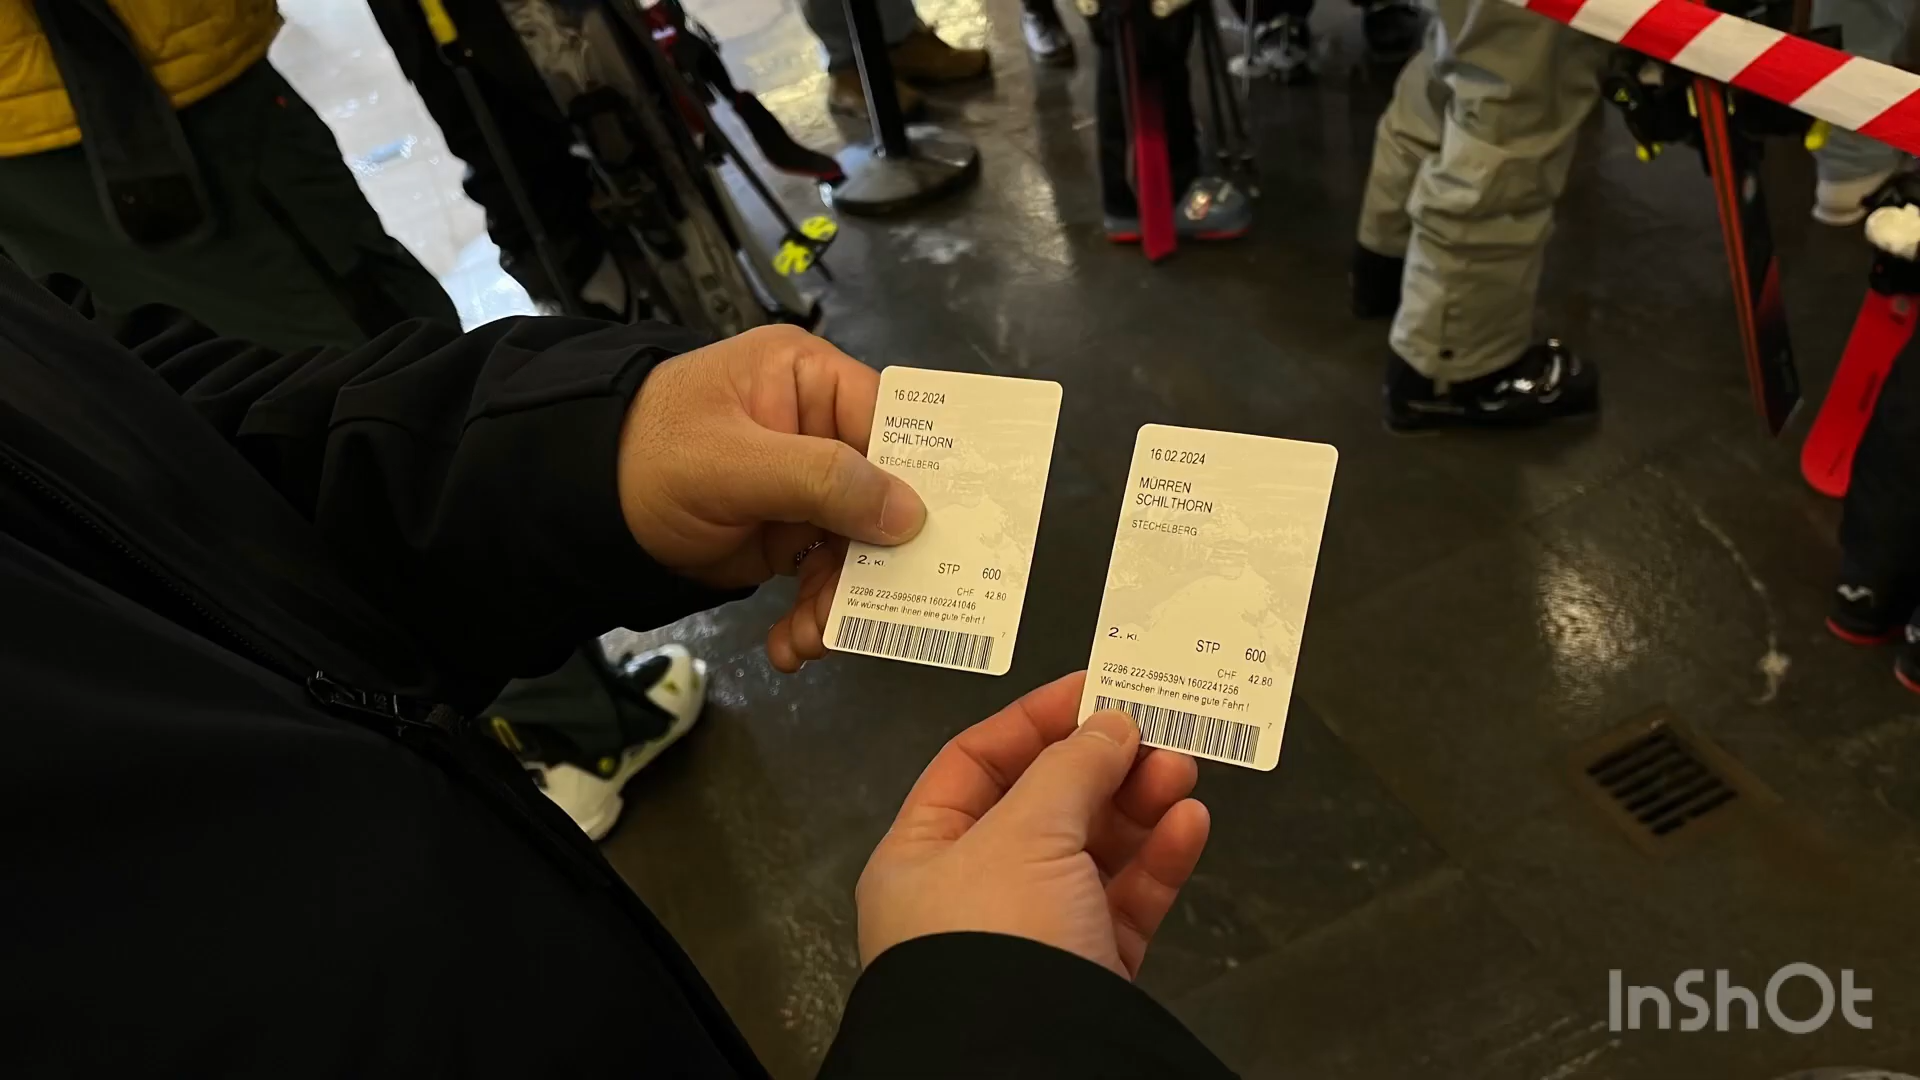 16.02.2024
MÜRREN
SCHILTHORN
STECHELBERG
2. Kl.
STP 600
CHF 42.80
22296 222-599508R 1602241046
Wir wünschen Ihnen eine gute Fahrt !
7
16.02.2024
MÜRREN
SCHILTHORN
STECHELBERG
2. Kl.
STP 600
CHF 42.80
22296 222-599539N 1602241256
Wir wünschen Ihnen eine gute Fahrt !
7
InShOt